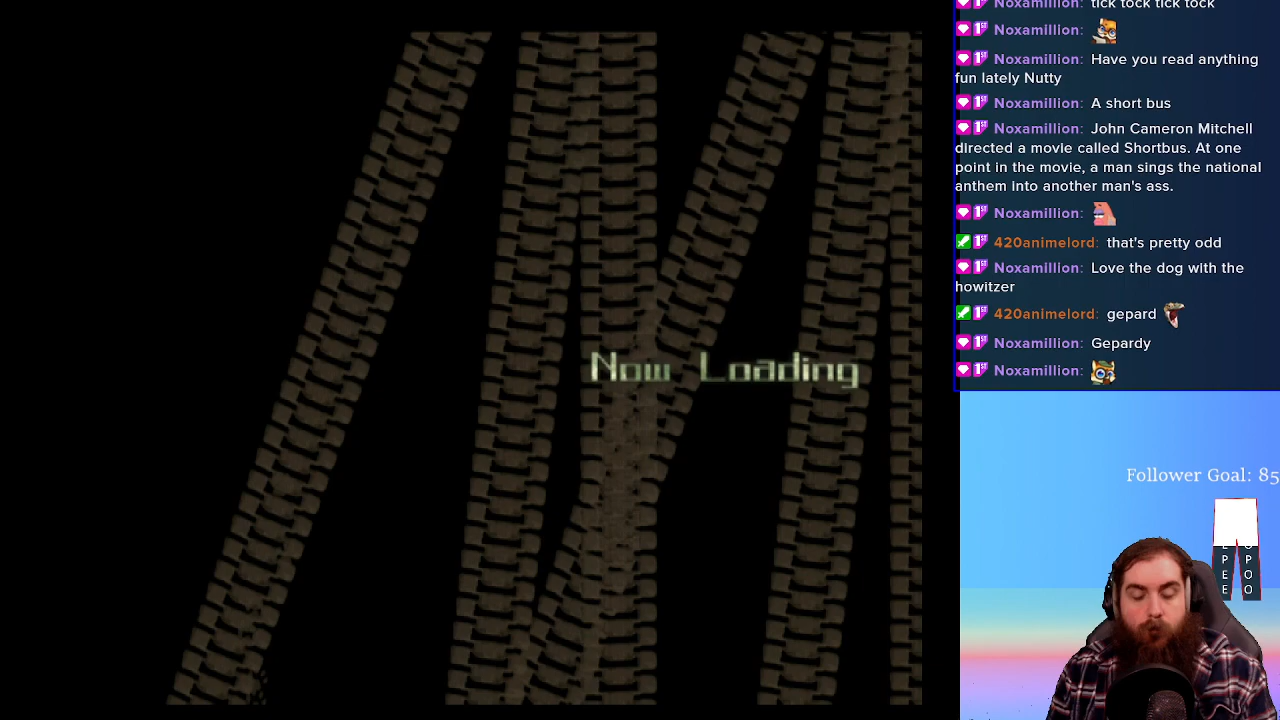 Noxamillion: tick tock tick tock
Noxamillion:
Noxamillion: Have you read anything
fun lately Nutty
Noxamillion: A short bus
Noxamillion: John Cameron Mitchell
directed a movie called Shortbus. At one
point in the movie, a man sings the national
anthem into another man's ass.
Noxamillion:
420animelord: that's pretty odd
Noxamillion: Love the dog with the
howitzer
420animelord: gepard
Noxamillion: Gepardy
Noxamillion:
Now Loading
Follower Goal: 85